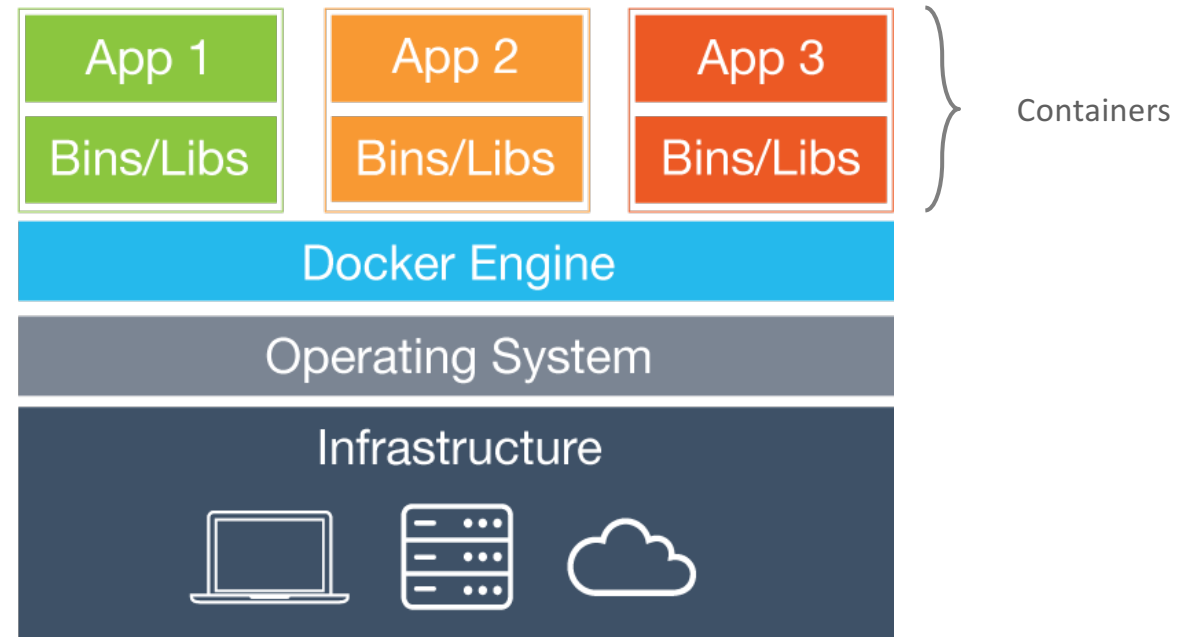 App 1
App 2
App 3
Containers
Bins/Libs
Bins/Libs
Bins/Libs
Docker Engine
Operating System
Infrastructure